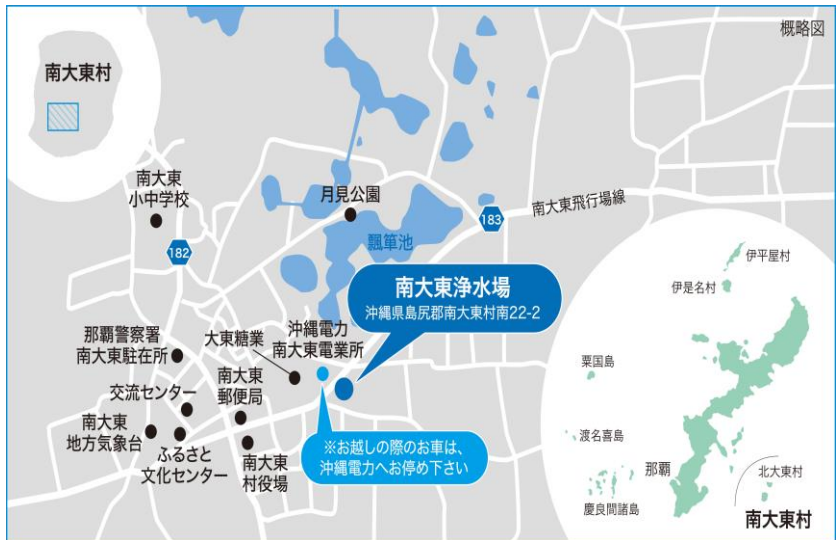 概略図
南大東村
南大東
小中学校
月見公園
183
南大東飛行場線
182
瓢箪池
南大東浄水場
沖縄県島尻郡南大東村南22-2
那覇警察署
南大東駐在所
大東糖業
沖縄電力
南大東電業所
交流センター
南大東
郵便局
南大東
地方気象台
ふるさと
文化センター
南大東
村役場
※お越しの際のお車は、
沖縄電力へお停め下さい
伊平屋村
伊是名村
粟国島
渡名喜島
那覇
慶良間諸島
北大東村
南大東村